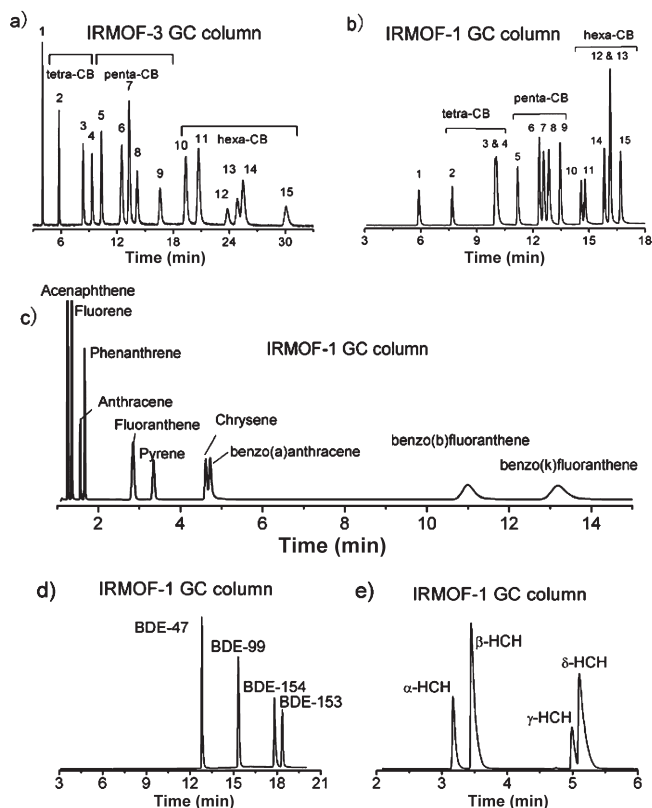 a) IRMOF-3 GC column
1
tetra-CB penta-CB
7
2 3 4 5 6 8 9
hexa-CB
10 11 12 13 14 15
6 12 18 24 30
Time (min)
b) IRMOF-1 GC column
hexa-CB
12 & 13
tetra-CB penta-CB
1 2 3 & 4 5 6 7 8 9 10 11 14 15
3 6 9 12 15 18
Time (min)
c) IRMOF-1 GC column
Acenaphthene
Fluorene
Phenanthrene
Anthracene
Fluoranthene
Pyrene
Chrysene
benzo(a)anthracene
benzo(b)fluoranthene
benzo(k)fluoranthene
2 4 6 8 10 12 14
Time (min)
d) IRMOF-1 GC column
BDE-47
BDE-99
BDE-154
BDE-153
3 6 9 12 15 18 21
Time (min)
e) IRMOF-1 GC column
α-HCH
β-HCH
γ-HCH
δ-HCH
2 3 4 5 6
Time (min)